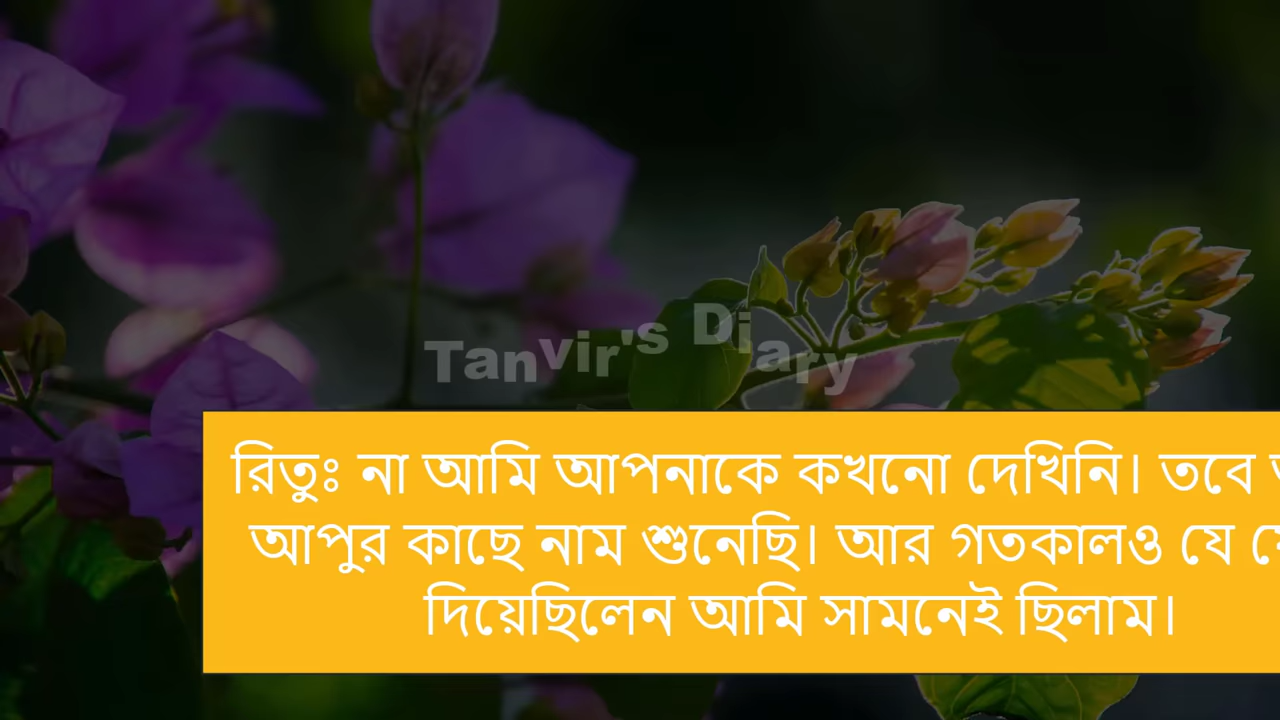 Tanvir's Diary
রিতুঃ না আমি আপনাকে কখনো দেখিনি। তবে
আপুর কাছে নাম শুনেছি। আর গতকালও যে
দিয়েছিলেন আমি সামনেই ছিলাম।